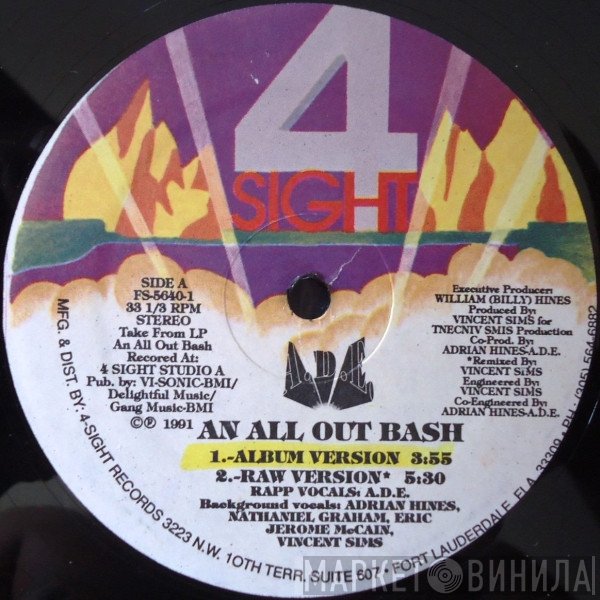 4
SIGHT
SIDE A
FS-5640-1
33 1/3 RPM
STEREO
Take From LP
An All Out Bash
Recored At:
4 SIGHT STUDIO A
Pub. by: VI-SONIC-BMI/
Delightful Music/
Gang Music-BMI
©℗ 1991
Executive Producer:
WILLIAM (BILLY) HINES
Produced By:
VINCENT SIMS for
TNECNIV SMIS Production
Co-Prod. By:
ADRIAN HINES-A.D.E.
*Remixed By:
VINCENT SiMS
Engineered By:
VINCENT SIMS
Co-Engineered By:
ADRIAN HINES-A.D.E.
A.D.E.
AN ALL OUT BASH
1.-ALBUM VERSION 3:55
2.-RAW VERSION* 5:30
RAPP VOCALS: A.D.E.
Background vocals: ADRIAN HINES,
NATHANIEL GRAHAM, ERIC
JEROME McCAIN,
VINCENT SIMS
MFG. & DIST. BY: 4-SIGHT RECORDS 3223 N.W. 10TH TERR. SUITE 607 • FORT LAUDERDALE, FLA. 33309 • PH.
МАРКЕТ ВИНИЛА